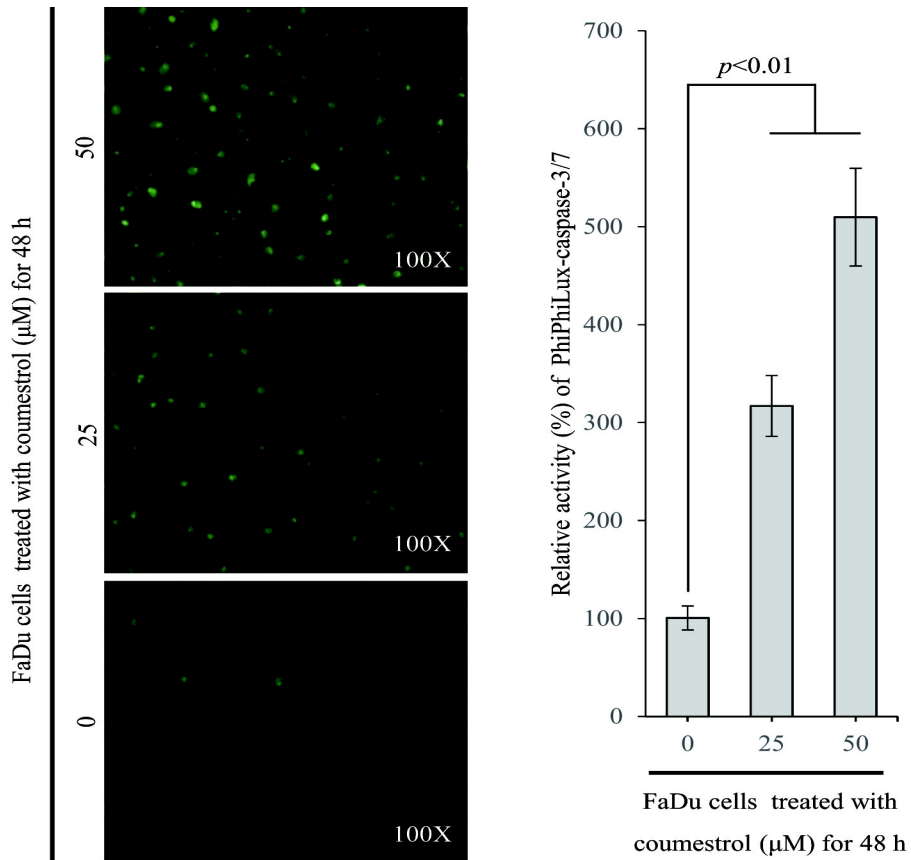 FaDu cells treated with coumestrol (μM) for 48 h
50
100X
25
100X
0
100X
Relative activity (%) of PhiPhiLux-caspase-3/7
700
600
500
400
300
200
100
0
p<0.01
0 25 50
FaDu cells treated with
coumestrol (μM) for 48 h